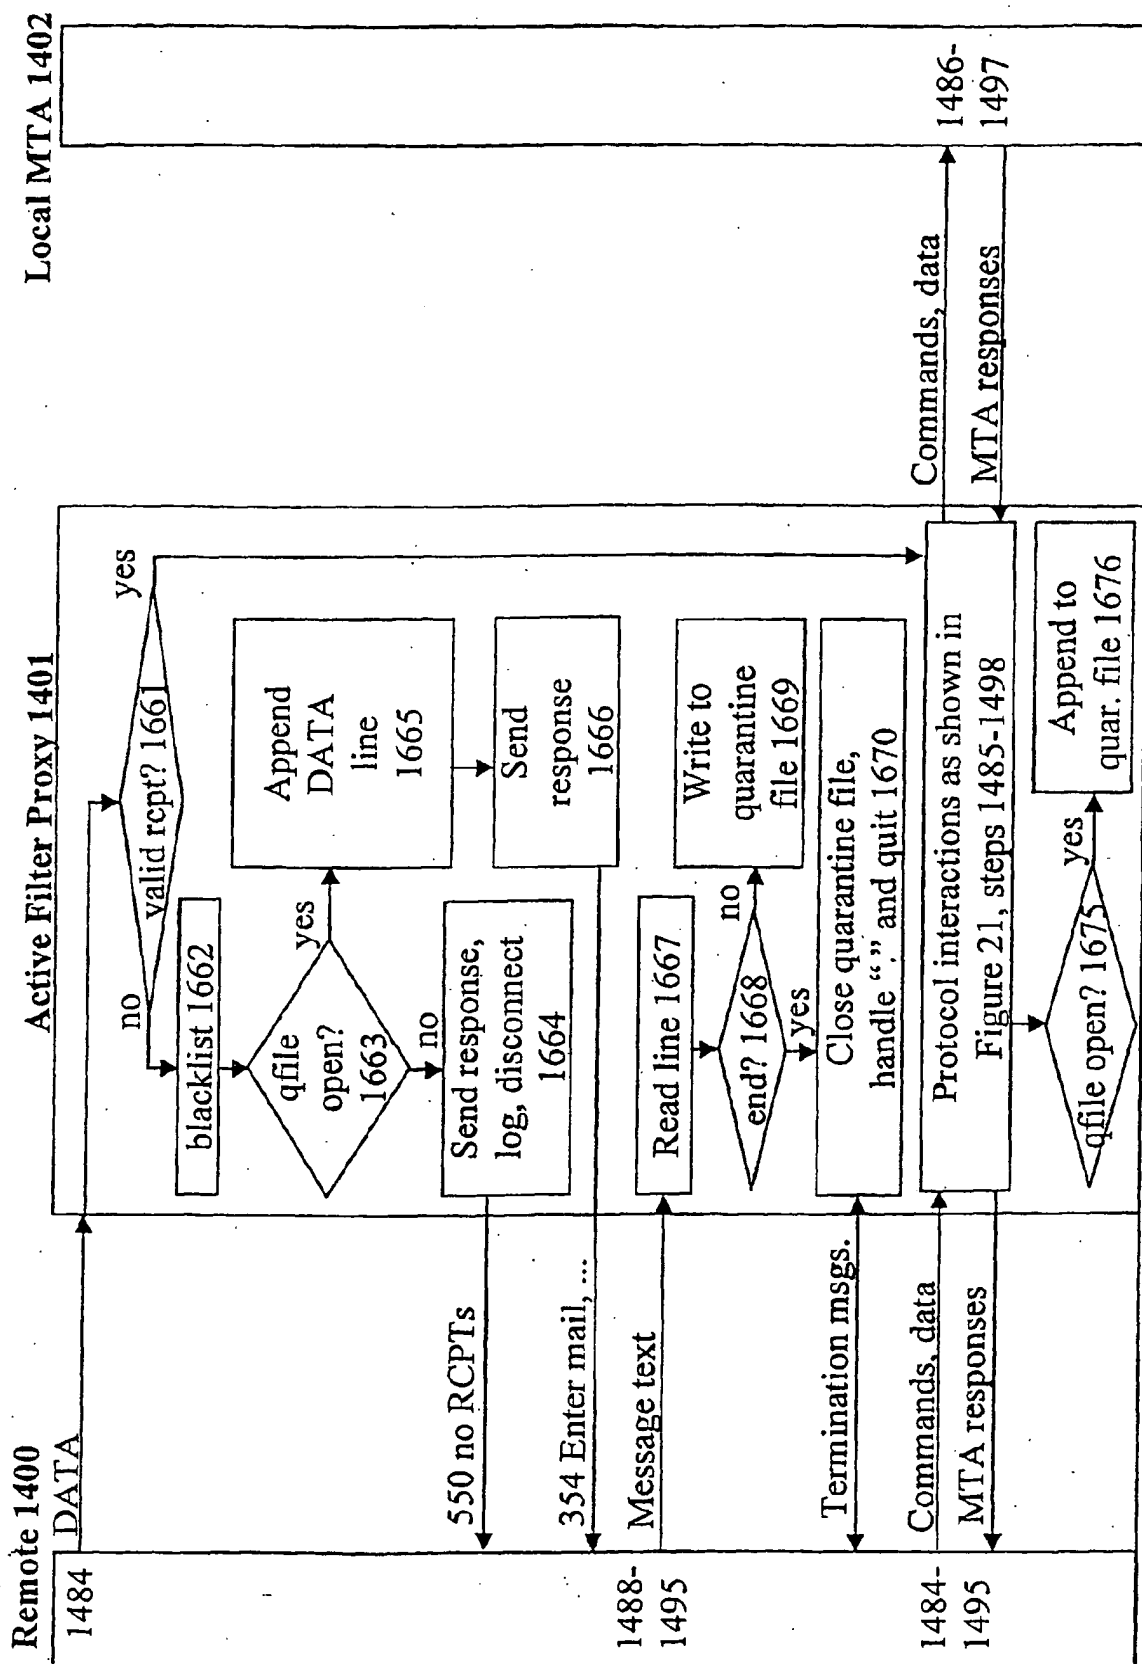 Remote 1400
Active Filter Proxy 1401
Local MTA 1402
1484
DATA
valid rcpt? 1661
yes
no
blacklist 1662
qfile
open?
1663
yes
no
Append
DATA
line
1665
Send response,
log, disconnect
1664
Send
response
1666
550 no RCPTs
354 Enter mail, ...
1488-
1495
Message text
Read line 1667
end? 1668
no
yes
Write to
quarantine
file 1669
Close quarantine file,
handle “.” and quit 1670
Termination msgs.
1484-
1495
Commands, data
MTA responses
Protocol interactions as shown in
Figure 21, steps 1485-1498
Commands, data
MTA responses
1486-
1497
qfile open? 1675
yes
Append to
quar. file 1676